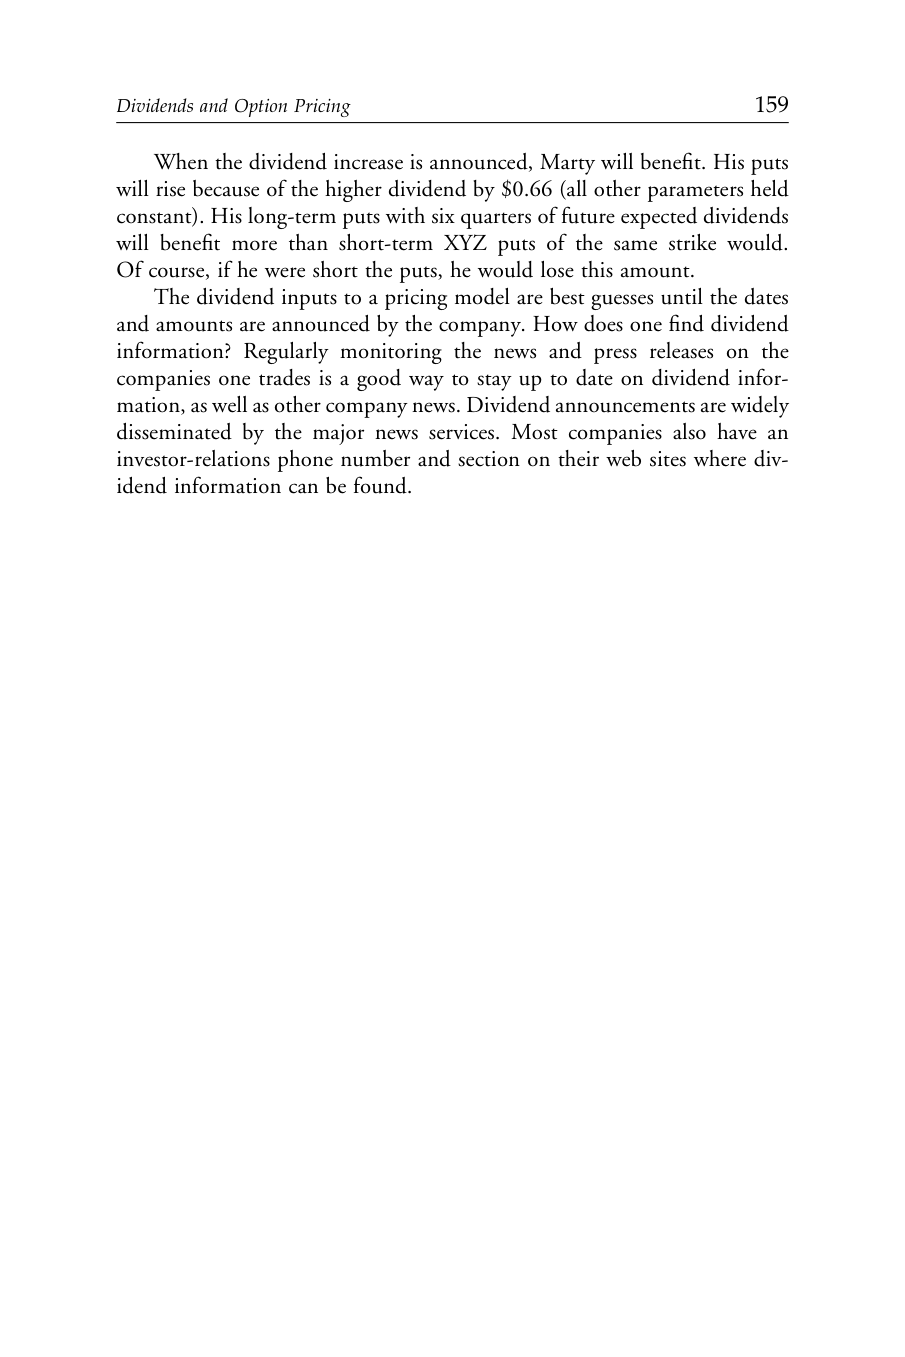 Dividends and Option Pricing 159
When the dividend increase is announced, Marty will benefit. His puts
will rise because of the higher dividend by $0.66 (all other parameters held
constant). His long-term puts with six quarters of future expected dividends
will benefit more than short-term XYZ puts of the same strike would.
Of course, if he were short the puts, he would lose this amount.
The dividend inputs to a pricing model are best guesses until the dates
and amounts are announced by the company. How does one find dividend
information? Regularly monitoring the news and press releases on the
companies one trades is a good way to stay up to date on dividend infor-
mation, as well as other company news. Dividend announcements are widely
disseminated by the major news services. Most companies also have an
investor-relations phone number and section on their web sites where div-
idend information can be found.